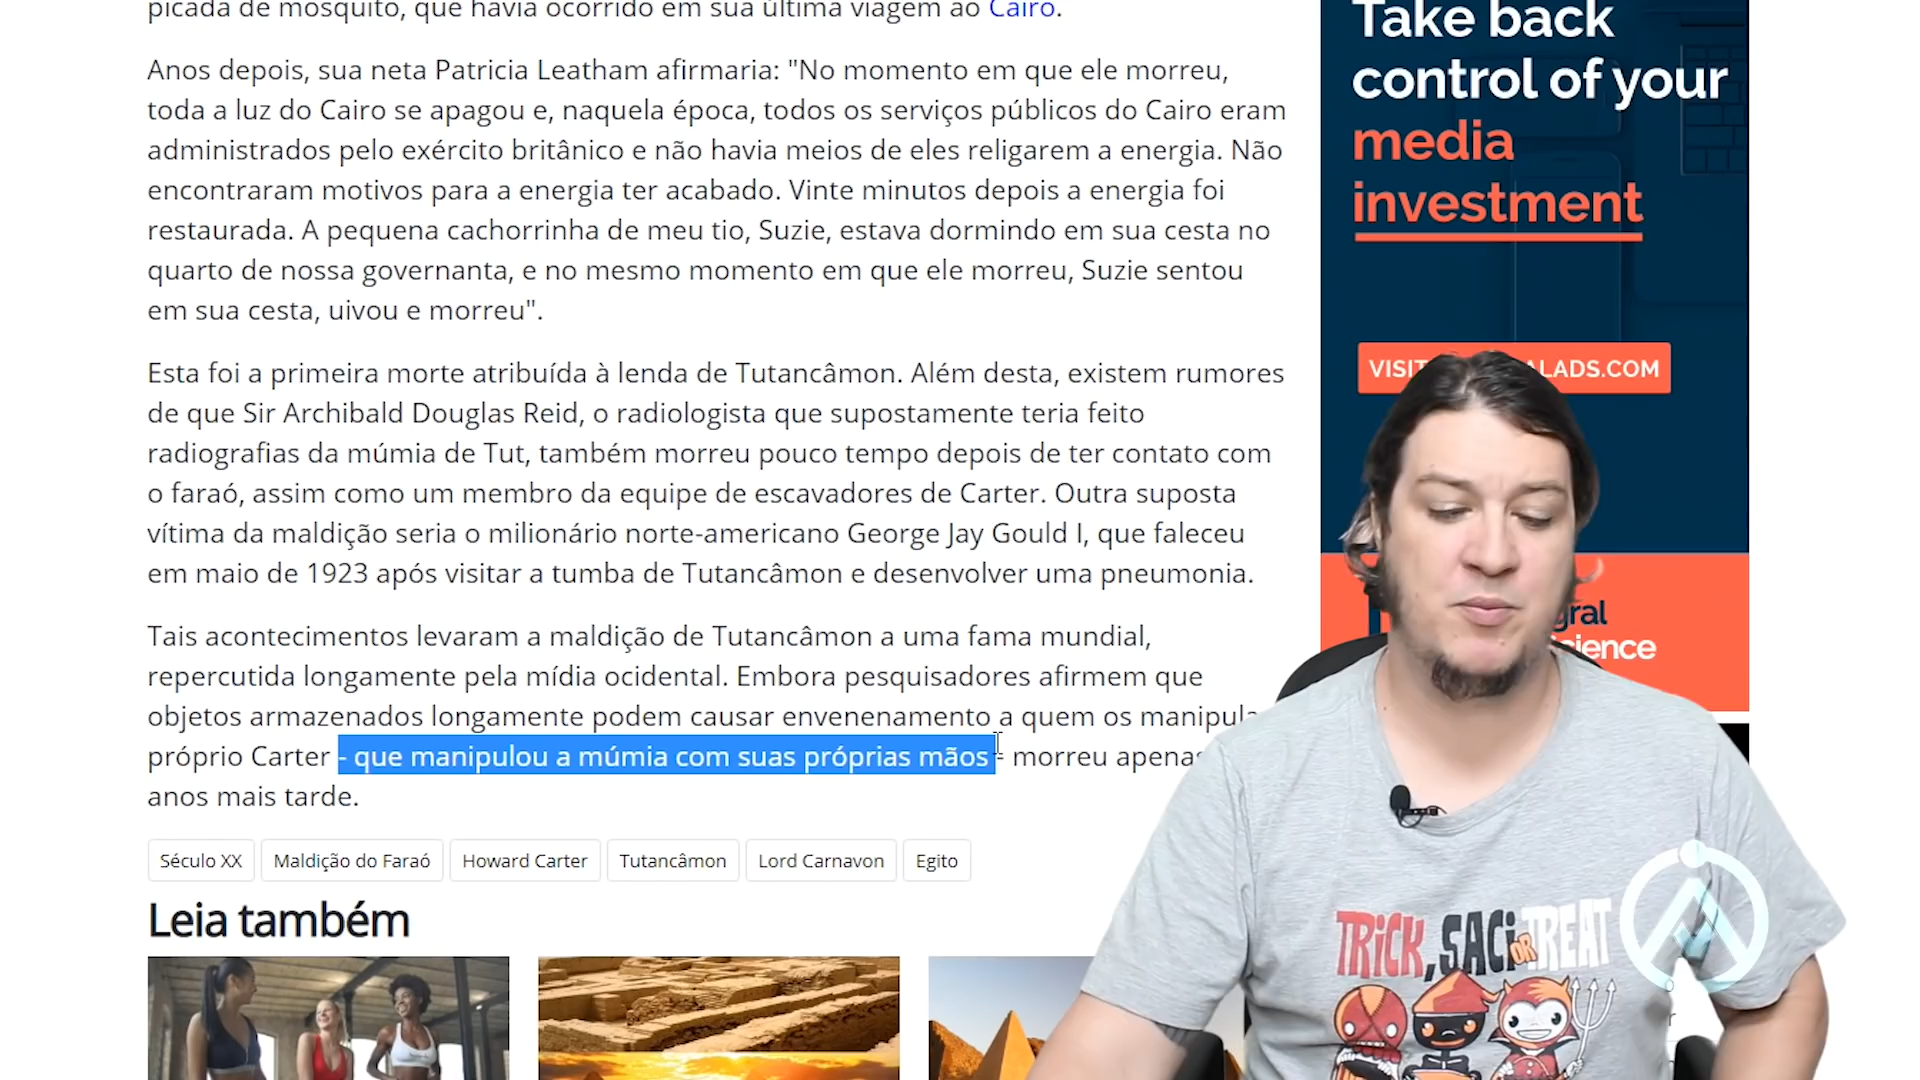 picada de mosquito, que havia ocorrido em sua última viagem ao Cairo.
Anos depois, sua neta Patricia Leatham afirmaria: "No momento em que ele morreu,
toda a luz do Cairo se apagou e, naquela época, todos os serviços públicos do Cairo eram
administrados pelo exército britânico e não havia meios de eles religarem a energia. Não
encontraram motivos para a energia ter acabado. Vinte minutos depois a energia foi
restaurada. A pequena cachorrinha de meu tio, Suzie, estava dormindo em sua cesta no
quarto de nossa governanta, e no mesmo momento em que ele morreu, Suzie sentou
em sua cesta, uivou e morreu".
Esta foi a primeira morte atribuída à lenda de Tutancâmon. Além desta, existem rumores
de que Sir Archibald Douglas Reid, o radiologista que supostamente teria feito
radiografias da múmia de Tut, também morreu pouco tempo depois de ter contato com
o faraó, assim como um membro da equipe de escavadores de Carter. Outra suposta
vítima da maldição seria o milionário norte-americano George Jay Gould I, que faleceu
em maio de 1923 após visitar a tumba de Tutancâmon e desenvolver uma pneumonia.
Tais acontecimentos levaram a maldição de Tutancâmon a uma fama mundial,
repercutida longamente pela mídia ocidental. Embora pesquisadores afirmem que
objetos armazenados longamente podem causar envenenamento a quem os manipula
próprio Carter - que manipulou a múmia com suas próprias mãos - morreu apenas
anos mais tarde.
Século XX
Maldição do Faraó
Howard Carter
Tutancâmon
Lord Carnavon
Egito
Leia também
Take back
control of your
media
investment
VISIT ALADS.COM
gral
science
TRICK, SACI OR TREAT